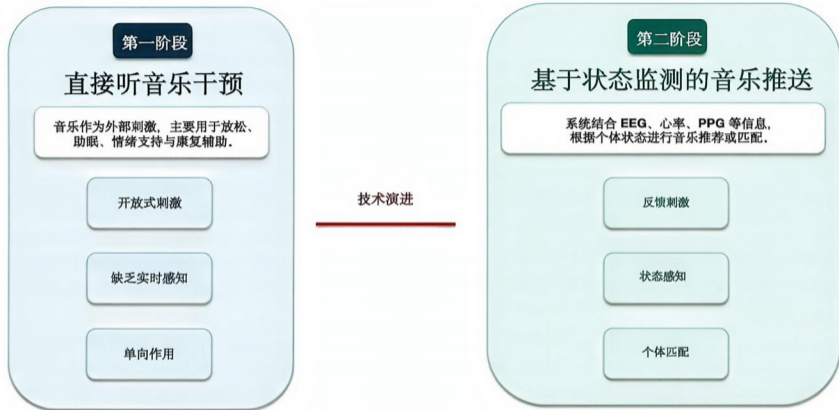 第一阶段
直接听音乐干预
音乐作为外部刺激，主要用于放松、
助眠、情绪支持与康复辅助．
开放式刺激
缺乏实时感知
单向作用
技术演进
第二阶段
基于状态监测的音乐推送
系统结合 EEG、心率、PPG 等信息，
根据个体状态进行音乐推荐或匹配．
反馈刺激
状态感知
个体匹配